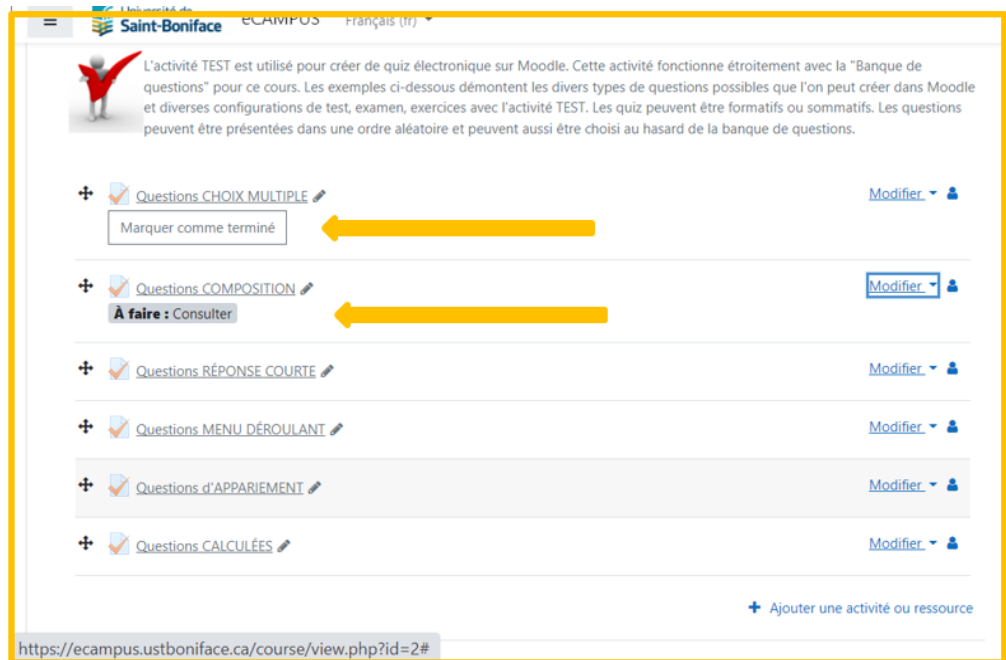 Université de
Saint-Boniface
eCAMPUS
Français (fr)
L'activité TEST est utilisé pour créer de quiz électronique sur Moodle. Cette activité fonctionne étroitement avec la "Banque de
questions" pour ce cours. Les exemples ci-dessous démontent les divers types de questions possibles que l'on peut créer dans Moodle
et diverses configurations de test, examen, exercices avec l'activité TEST. Les quiz peuvent être formatifs ou sommatifs. Les questions
peuvent être présentées dans une ordre aléatoire et peuvent aussi être choisi au hasard de la banque de questions.
Questions CHOIX MULTIPLE Modifier
Marquer comme terminé
Questions COMPOSITION Modifier
À faire : Consulter
Questions RÉPONSE COURTE Modifier
Questions MENU DÉROULANT Modifier
Questions d'APPARIEMENT Modifier
Questions CALCULÉES Modifier
+ Ajouter une activité ou ressource
https://ecampus.ustboniface.ca/course/view.php?id=2#